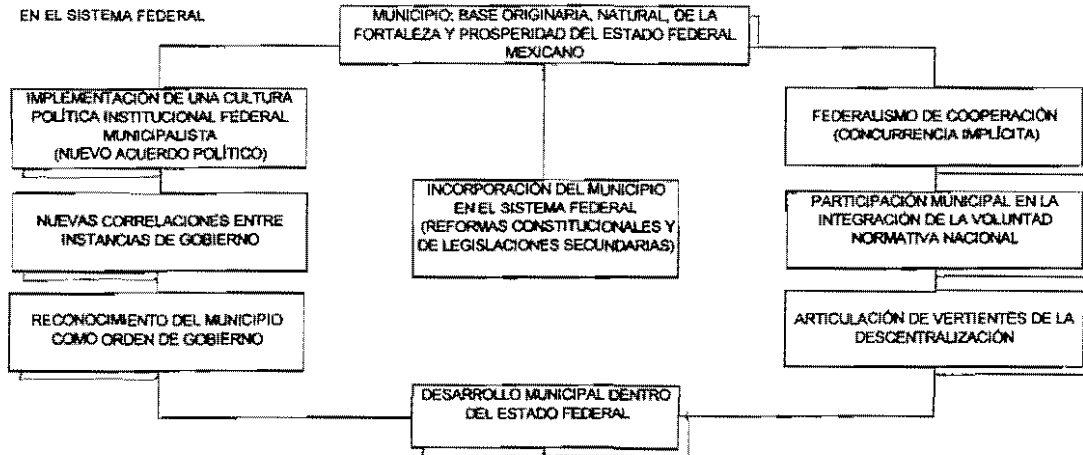 EN EL SISTEMA FEDERAL
MUNICIPIO: BASE ORIGINARIA, NATURAL, DE LA
FORTALEZA Y PROSPERIDAD DEL ESTADO FEDERAL
MEXICANO
IMPLEMENTACIÓN DE UNA CULTURA
POLÍTICA INSTITUCIONAL FEDERAL
MUNICIPALISTA
(NUEVO ACUERDO POLÍTICO)
NUEVAS CORRELACIONES ENTRE
INSTANCIAS DE GOBIERNO
RECONOCIMIENTO DEL MUNICIPIO
COMO ORDEN DE GOBIERNO
INCORPORACIÓN DEL MUNICIPIO
EN EL SISTEMA FEDERAL
(REFORMAS CONSTITUCIONALES Y
DE LEGISLACIONES SECUNDARIAS)
FEDERALISMO DE COOPERACIÓN
(CONCURRENCIA IMPLÍCITA)
PARTICIPACIÓN MUNICIPAL EN LA
INTEGRACIÓN DE LA VOLUNTAD
NORMATIVA NACIONAL
ARTICULACIÓN DE VERTIENTES DE LA
DESCENTRALIZACIÓN
DESARROLLO MUNICIPAL DENTRO
DEL ESTADO FEDERAL